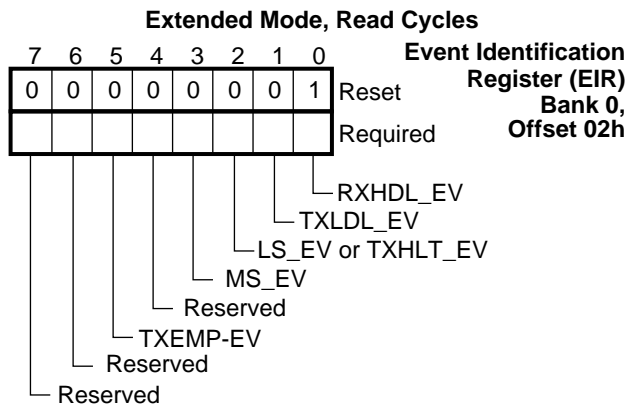 Extended Mode, Read Cycles
7 6 5 4 3 2 1 0
Event Identification
Register (EIR)
Bank 0,
Offset 02h
0 0 0 0 0 0 0 1 Reset
Required
RXHDL_EV
TXLDL_EV
LS_EV or TXHLT_EV
MS_EV
Reserved
TXEMP-EV
Reserved
Reserved